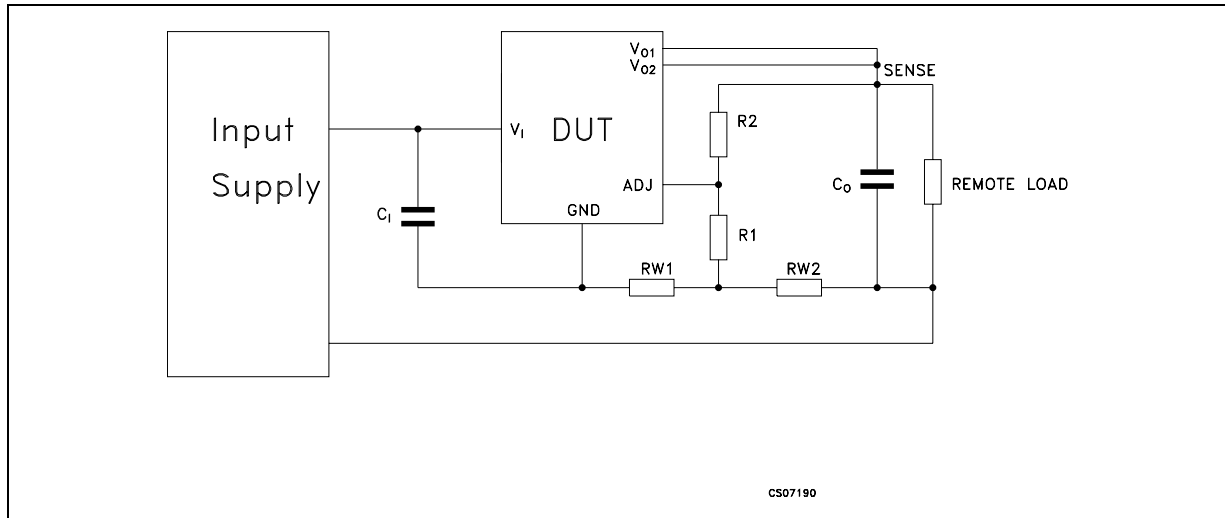 Input
Supply
CI
VI
DUT
VO1
VO2
ADJ
GND
SENSE
R2
R1
RW1
RW2
CO
REMOTE LOAD
CS07190